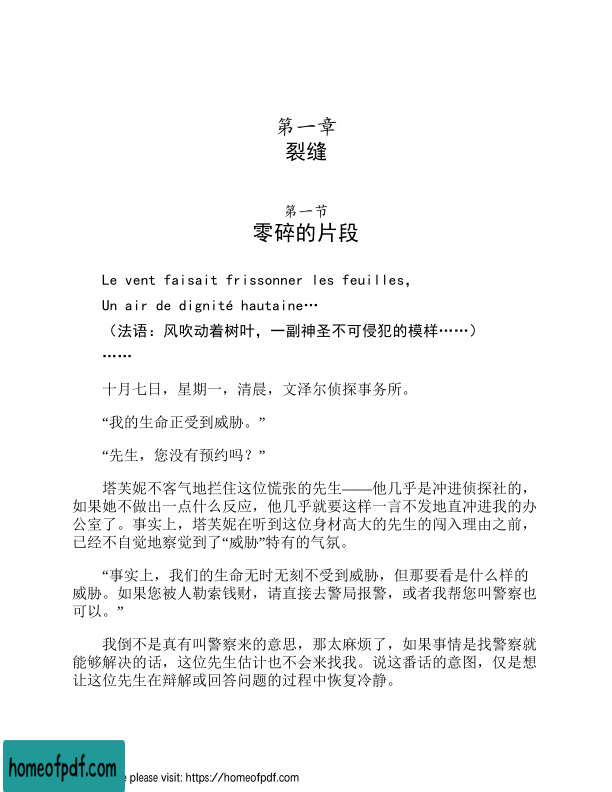 第一章
裂缝
第一节
零碎的片段
Le vent faisait frissonner les feuilles,
Un air de dignité hautaine…
（法语：风吹动着树叶，一副神圣不可侵犯的模样……）
……
十月七日，星期一，清晨，文泽尔侦探事务所。
“我的生命正受到威胁。”
“先生，您没有预约吗？”
塔芙妮不客气地拦住这位慌张的先生——他几乎是冲进侦探社的，
如果她不做出一点什么反应，他几乎就要这样一言不发地直冲进我的办
公室了。事实上，塔芙妮在听到这位身材高大的先生的闯入理由之前，
已经不自觉地察觉到了“威胁”特有的气氛。
“事实上，我们的生命无时无刻不受到威胁，但那要看是什么样的
威胁。如果您被人勒索钱财，请直接去警局报警，或者我帮您叫警察也
可以。”
我倒不是真有叫警察来的意思，那太麻烦了，如果事情是找警察就
能够解决的话，这位先生估计也不会来找我。说这番话的意图，仅是想
让这位先生在辩解或回答问题的过程中恢复冷静。
homeofpdf.com
e please visit: https://homeofpdf.com